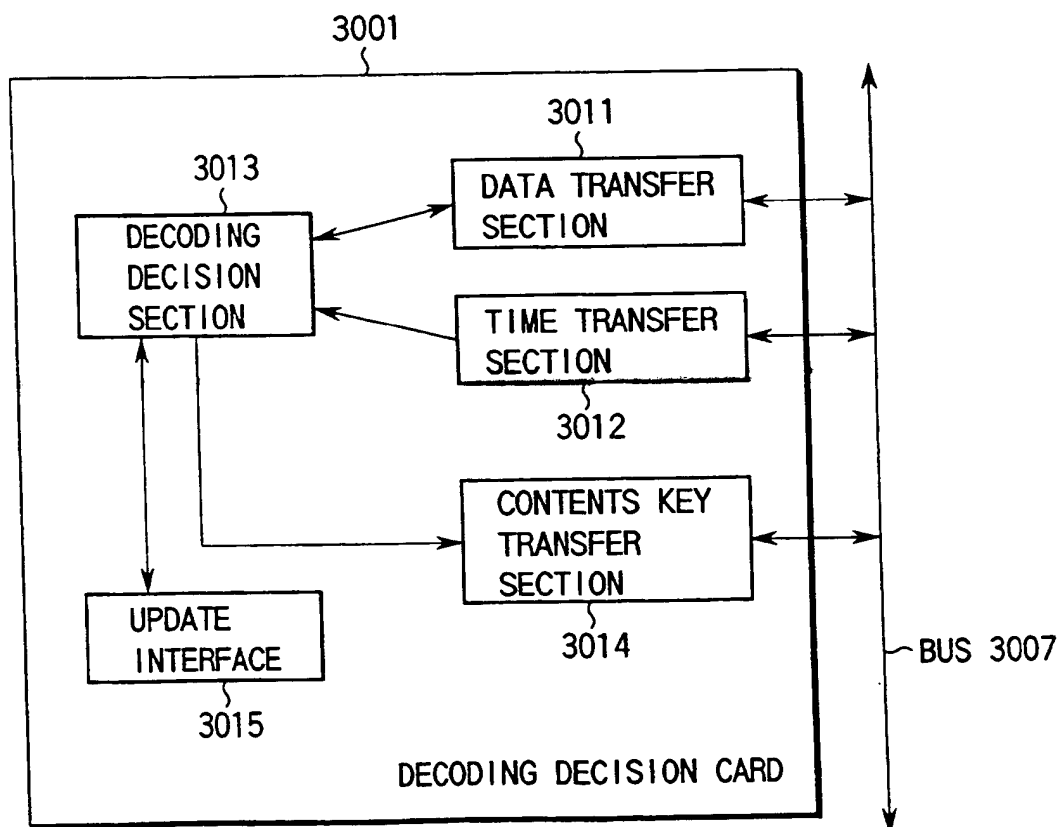 3001
3011
DATA TRANSFER
SECTION
3013
DECODING
DECISION
SECTION
TIME TRANSFER
SECTION
3012
CONTENTS KEY
TRANSFER
SECTION
3014
UPDATE
INTERFACE
3015
BUS 3007
DECODING DECISION CARD